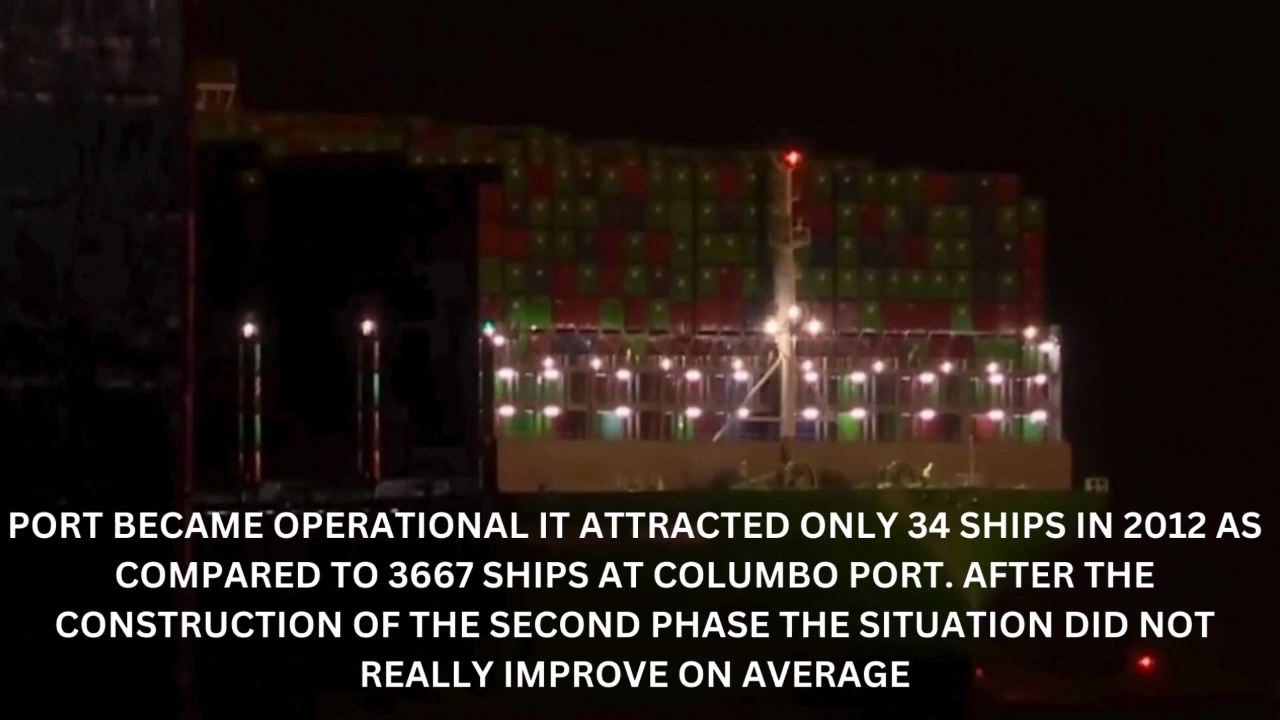 PORT BECAME OPERATIONAL IT ATTRACTED ONLY 34 SHIPS IN 2012 AS
COMPARED TO 3667 SHIPS AT COLUMBO PORT. AFTER THE
CONSTRUCTION OF THE SECOND PHASE THE SITUATION DID NOT
REALLY IMPROVE ON AVERAGE